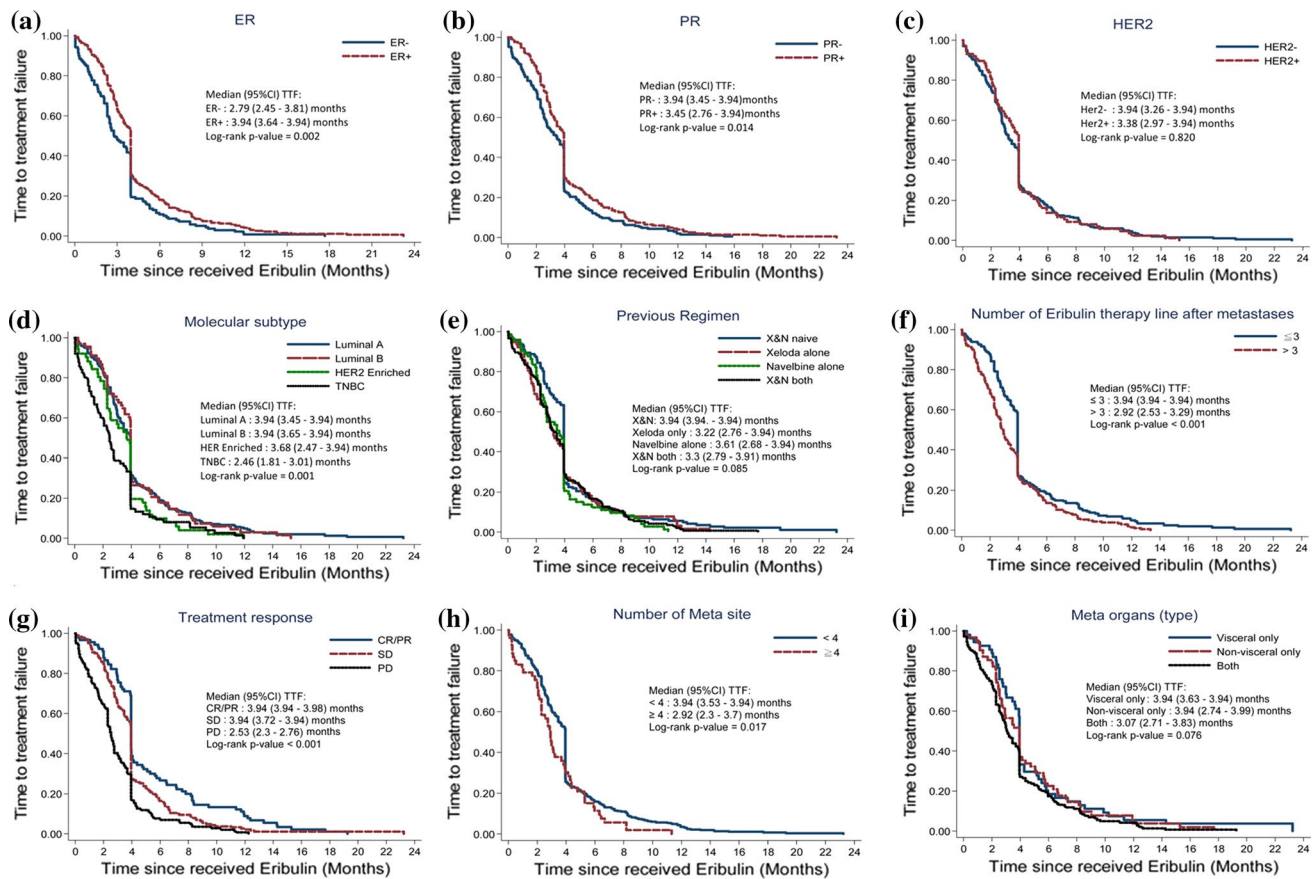 (a)
ER
1.00
0.80
0.60
0.40
0.20
0.00
Time to treatment failure
ER-
ER+
Median (95%CI) TTF:
ER- : 2.79 (2.45 - 3.81) months
ER+ : 3.94 (3.64 - 3.94) months
Log-rank p-value = 0.002
0 3 6 9 12 15 18 21 24
Time since received Eribulin (Months)
(b)
PR
1.00
0.80
0.60
0.40
0.20
0.00
Time to treatment failure
PR-
PR+
Median (95%CI) TTF:
PR- : 3.94 (3.45 - 3.94)months
PR+ : 3.45 (2.76 - 3.94)months
Log-rank p-value = 0.014
0 2 4 6 8 10 12 14 16 18 20 22 24
Time since received Eribulin (Months)
(c)
HER2
1.00
0.80
0.60
0.40
0.20
0.00
Time to treatment failure
HER2-
HER2+
Median (95%CI) TTF:
Her2- : 3.94 (3.26 - 3.94) months
Her2+ : 3.38 (2.97 - 3.94) months
Log-rank p-value = 0.820
0 2 4 6 8 10 12 14 16 18 20 22 24
Time since received Eribulin (Months)
(d)
Molecular subtype
1.00
0.80
0.60
0.40
0.20
0.00
Time to treatment failure
Luminal A
Luminal B
HER2 Enriched
TNBC
Median (95%CI) TTF:
Luminal A : 3.94 (3.45 - 3.94) months
Luminal B : 3.94 (3.65 - 3.94) months
HER Enriched : 3.68 (2.47 - 3.94) months
TNBC : 2.46 (1.81 - 3.01) months
Log-rank p-value = 0.001
0 2 4 6 8 10 12 14 16 18 20 22 24
Time since received Eribulin (Months)
(e)
Previous Regimen
1.00
0.80
0.60
0.40
0.20
0.00
Time to treatment failure
X&N naive
Xeloda alone
Navelbine alone
X&N both
Median (95%CI) TTF:
X&N: 3.94 (3.94. - 3.94) months
Xeloda only : 3.22 (2.76 - 3.94) months
Navelbine alone : 3.61 (2.68 - 3.94) months
X&N both : 3.3 (2.79 - 3.91) months
Log-rank p-value = 0.085
0 2 4 6 8 10 12 14 16 18 20 22 24
Time since received Eribulin (Months)
(f)
Number of Eribulin therapy line after metastases
1.00
0.80
0.60
0.40
0.20
0.00
Time to treatment failure
≦3
> 3
Median (95%CI) TTF:
≤ 3 : 3.94 (3.94 - 3.94) months
> 3 : 2.92 (2.53 - 3.29) months
Log-rank p-value < 0.001
0 2 4 6 8 10 12 14 16 18 20 22 24
Time since received Eribulin (Months)
(g)
Treatment response
1.00
0.80
0.60
0.40
0.20
0.00
Time to treatment failure
CR/PR
SD
PD
Median (95%CI) TTF:
CR/PR : 3.94 (3.94 - 3.98) months
SD : 3.94 (3.72 - 3.94) months
PD : 2.53 (2.3 - 2.76) months
Log-rank p-value < 0.001
0 2 4 6 8 10 12 14 16 18 20 22 24
Time since received Eribulin (Months)
(h)
Number of Meta site
1.00
0.80
0.60
0.40
0.20
0.00
Time to treatment failure
< 4
≧4
Median (95%CI) TTF:
< 4 : 3.94 (3.53 - 3.94) months
≥ 4 : 2.92 (2.3 - 3.7) months
Log-rank p-value = 0.017
0 2 4 6 8 10 12 14 16 18 20 22 24
Time since received Eribulin (Months)
(i)
Meta organs (type)
1.00
0.80
0.60
0.40
0.20
0.00
Time to treatment failure
Visceral only
Non-visceral only
Both
Median (95%CI) TTF:
Visceral only : 3.94 (3.63 - 3.94) months
Non-visceral only : 3.94 (2.74 - 3.99) months
Both : 3.07 (2.71 - 3.83) months
Log-rank p-value = 0.076
0 2 4 6 8 10 12 14 16 18 20 22 24
Time since received Eribulin (Months)